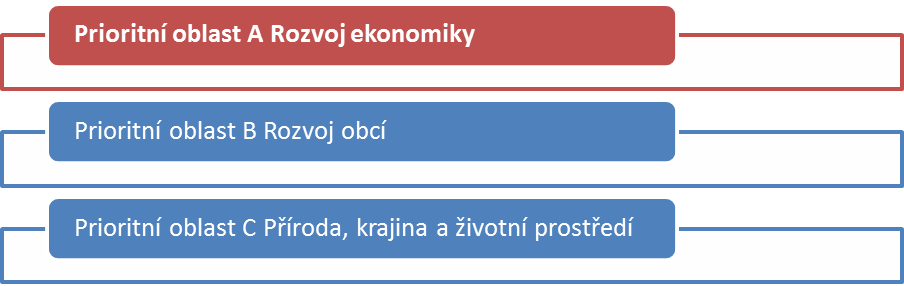 Prioritní oblast A Rozvoj ekonomiky
Prioritní oblast B Rozvoj obcí
Prioritní oblast C Příroda, krajina a životní prostředí